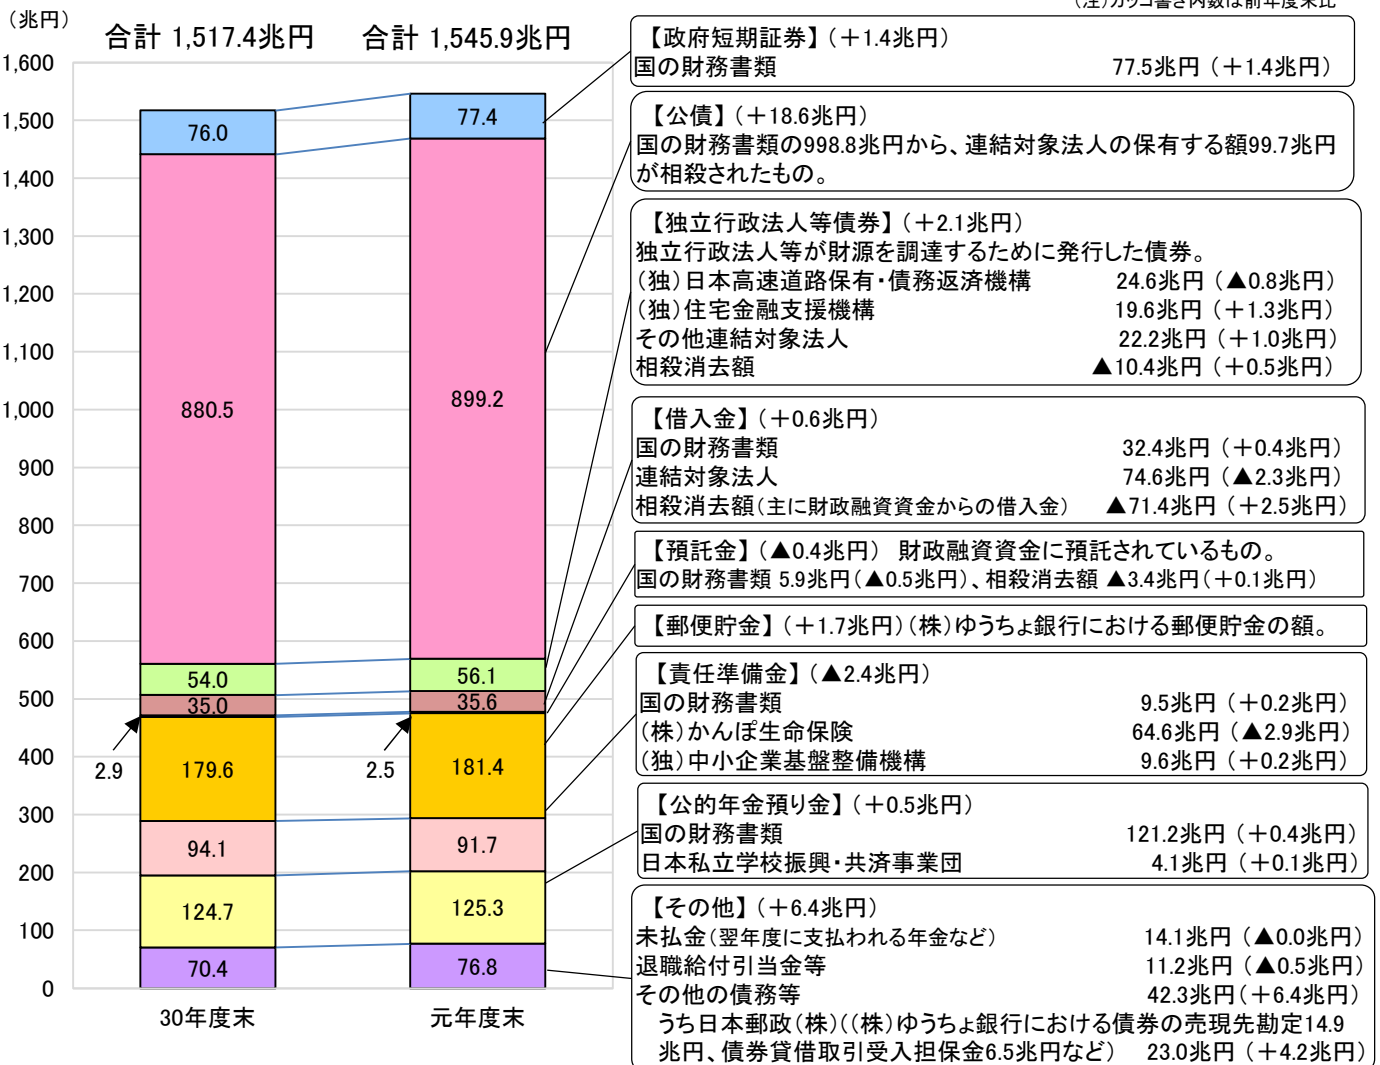 (注)カッコ書き内数は前年度末比
(兆円)
合計 1,517.4兆円
合計 1,545.9兆円
1,600
1,500
1,400
1,300
1,200
1,100
1,000
900
800
700
600
500
400
300
200
100
0
76.0
880.5
54.0
35.0
2.9
179.6
94.1
124.7
70.4
30年度末
77.4
899.2
56.1
35.6
2.5
181.4
91.7
125.3
76.8
元年度末
【政府短期証券】(+1.4兆円)
国の財務書類 77.5兆円(+1.4兆円)
【公債】(+18.6兆円)
国の財務書類の998.8兆円から、連結対象法人の保有する額99.7兆円
が相殺されたもの。
【独立行政法人等債券】(+2.1兆円)
独立行政法人等が財源を調達するために発行した債券。
(独)日本高速道路保有・債務返済機構 24.6兆円(▲0.8兆円)
(独)住宅金融支援機構 19.6兆円(+1.3兆円)
その他連結対象法人 22.2兆円(+1.0兆円)
相殺消去額 ▲10.4兆円(+0.5兆円)
【借入金】(+0.6兆円)
国の財務書類 32.4兆円(+0.4兆円)
連結対象法人 74.6兆円(▲2.3兆円)
相殺消去額(主に財政融資資金からの借入金) ▲71.4兆円(+2.5兆円)
【預託金】(▲0.4兆円) 財政融資資金に預託されているもの。
国の財務書類 5.9兆円(▲0.5兆円)、相殺消去額 ▲3.4兆円(+0.1兆円)
【郵便貯金】(+1.7兆円)(株)ゆうちょ銀行における郵便貯金の額。
【責任準備金】(▲2.4兆円)
国の財務書類 9.5兆円(+0.2兆円)
(株)かんぽ生命保険 64.6兆円(▲2.9兆円)
(独)中小企業基盤整備機構 9.6兆円(+0.2兆円)
【公的年金預り金】(+0.5兆円)
国の財務書類 121.2兆円(+0.4兆円)
日本私立学校振興・共済事業団 4.1兆円(+0.1兆円)
【その他】(+6.4兆円)
未払金(翌年度に支払われる年金など) 14.1兆円(▲0.0兆円)
退職給付引当金等 11.2兆円(▲0.5兆円)
その他の債務等 42.3兆円(+6.4兆円)
うち日本郵政(株)((株)ゆうちょ銀行における債券の売現先勘定14.9
兆円、債券貸借取引受入担保金6.5兆円など) 23.0兆円(+4.2兆円)